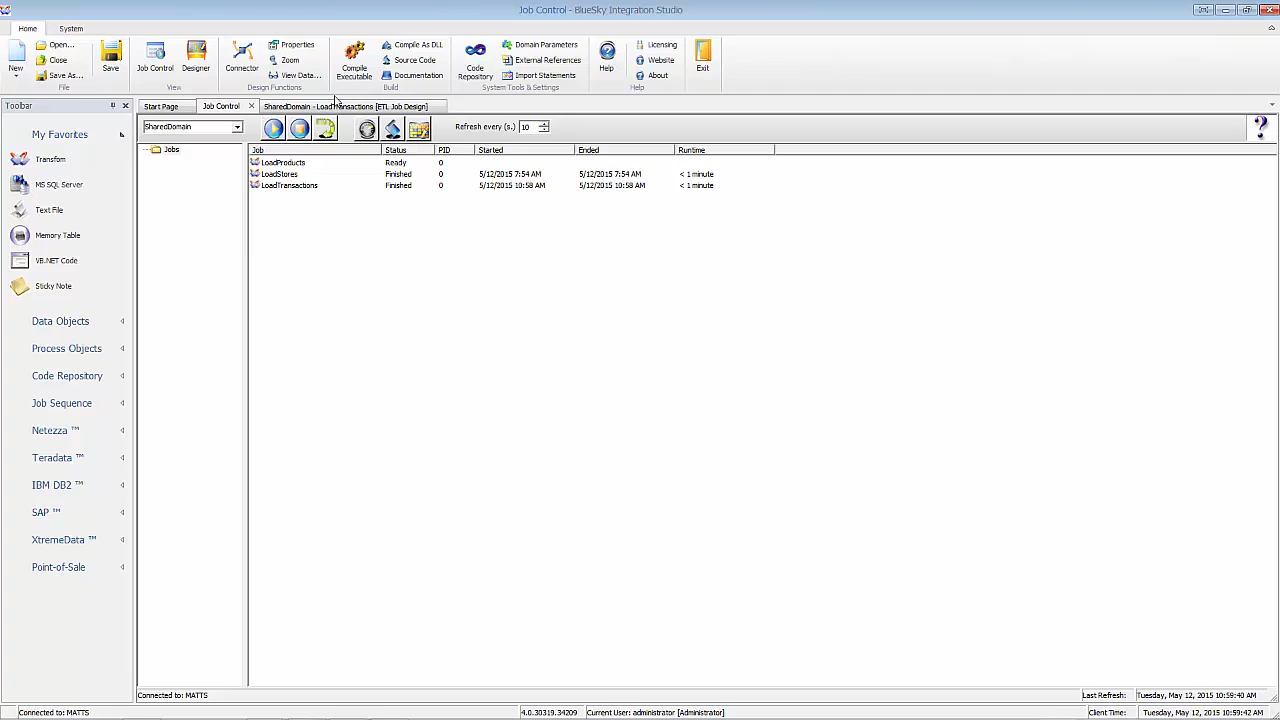 Job Control - BlueSky Integration Studio
Home System
New Open... Close Save As... Save File
Job Control Designer View
Connector Properties Zoom View Data... Design Functions
Compile Executable Compile As DLL Source Code Documentation Build
Code Repository Domain Parameters External References Import Statements System Tools & Settings
Help Licensing Website About Help
Exit
Toolbar
Start Page Job Control SharedDomain - LoadTransactions [ETL Job Design]
SharedDomain Refresh every (s.) 10 ?
My Favorites
Transform
MS SQL Server
Text File
Memory Table
VB.NET Code
Sticky Note
Data Objects
Process Objects
Code Repository
Job Sequence
Netezza ™
Teradata ™
IBM DB2 ™
SAP ™
XtremeData ™
Point-of-Sale
Jobs
Job Status PID Started Ended Runtime
LoadProducts Ready 0
LoadStores Finished 0 5/12/2015 7:54 AM 5/12/2015 7:54 AM < 1 minute
LoadTransactions Finished 0 5/12/2015 10:58 AM 5/12/2015 10:58 AM < 1 minute
Connected to: MATTS Last Refresh: Tuesday, May 12, 2015 10:59:40 AM
Connected to: MATTS 4.0.30319.34209 Current User: administrator [Administrator] Client Time: Tuesday, May 12, 2015 10:59:42 AM